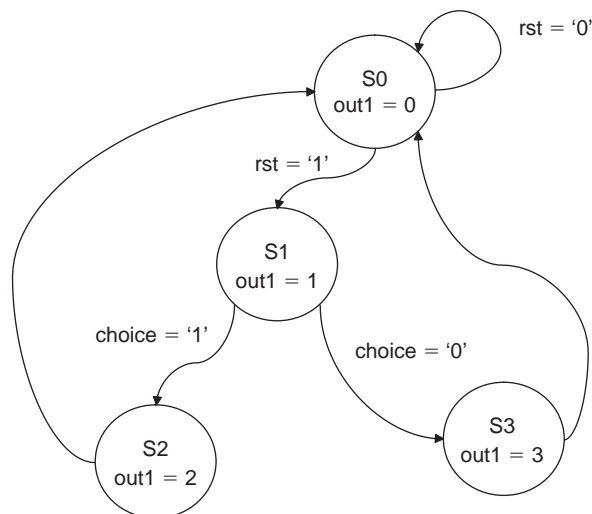 rst = ‘0’
S0
out1 = 0
rst = ‘1’
S1
out1 = 1
choice = ‘1’
choice = ‘0’
S2
out1 = 2
S3
out1 = 3